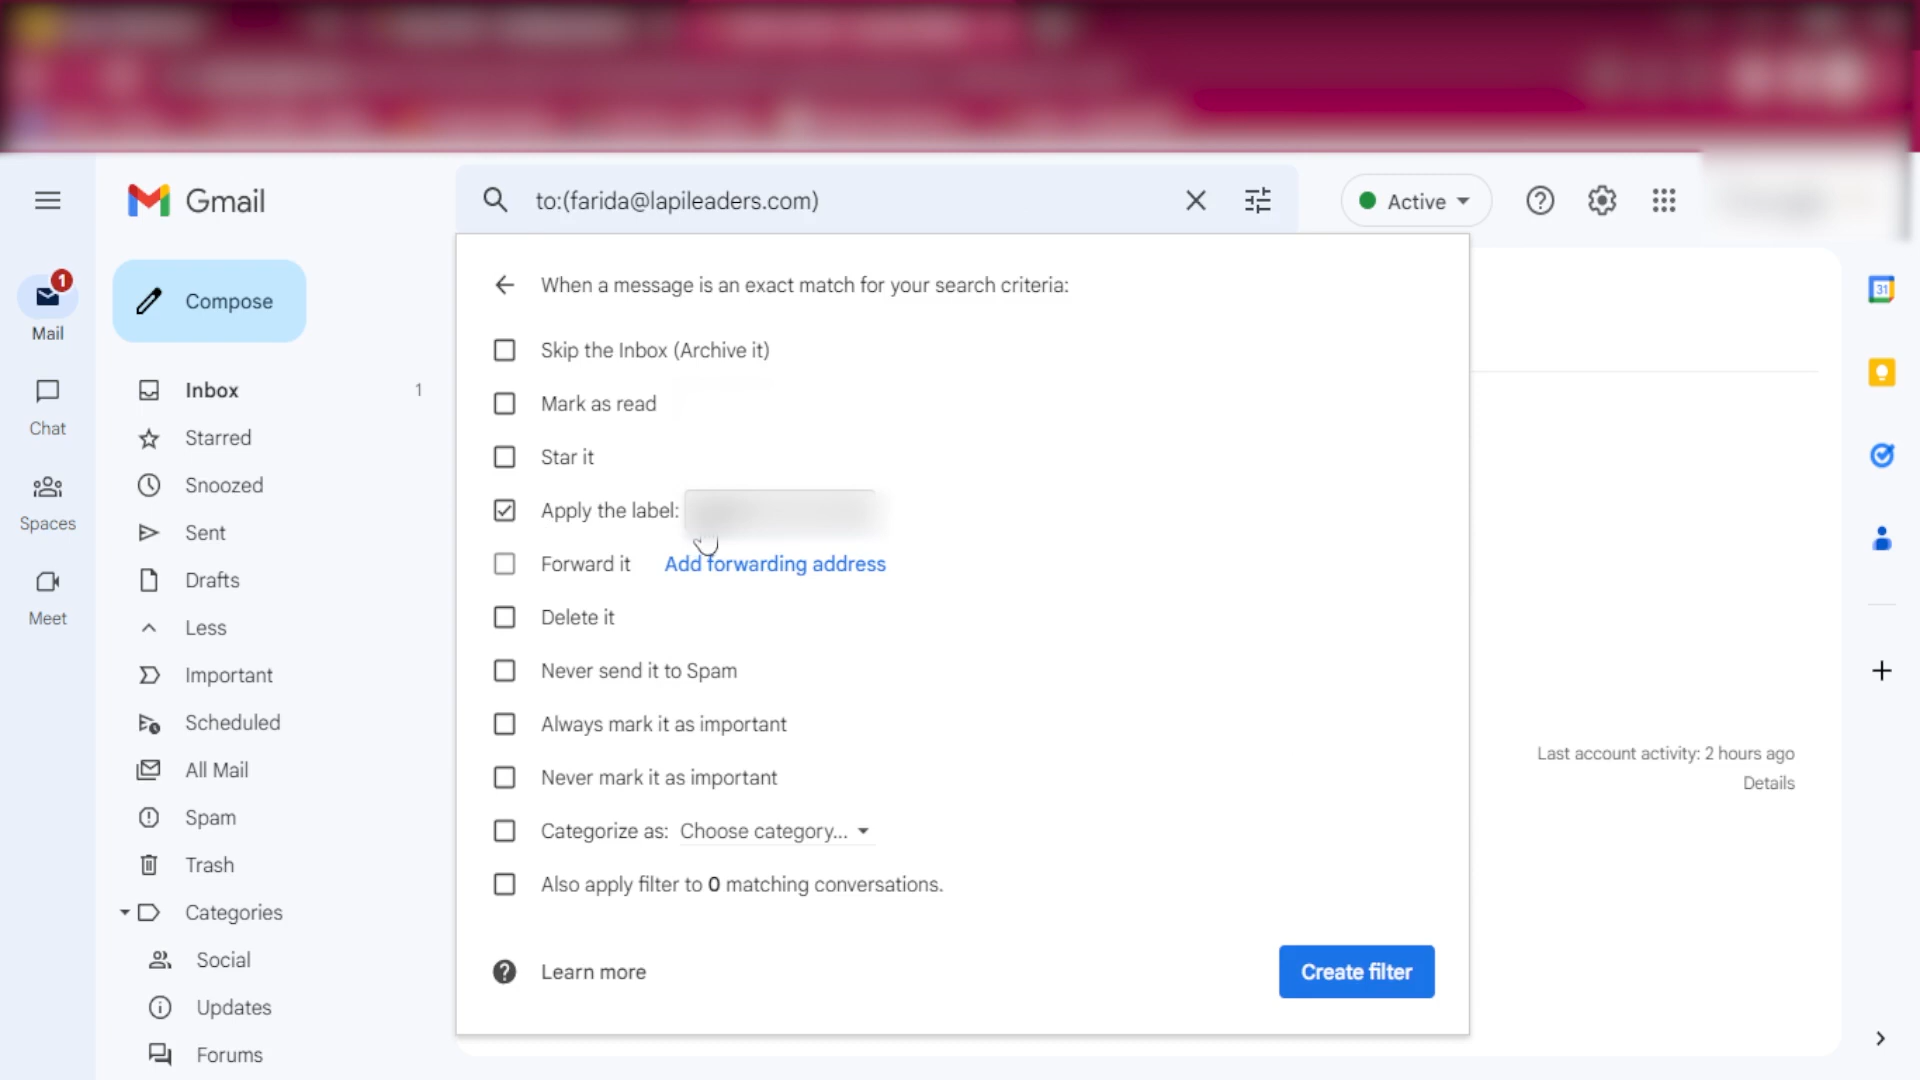 Gmail
to:(farida@lapileaders.com)
Active
1
Mail
Chat
Spaces
Meet
Compose
Inbox 1
Starred
Snoozed
Sent
Drafts
Less
Important
Scheduled
All Mail
Spam
Trash
Categories
Social
Updates
Forums
When a message is an exact match for your search criteria:
Skip the Inbox (Archive it)
Mark as read
Star it
Apply the label:
Forward it Add forwarding address
Delete it
Never send it to Spam
Always mark it as important
Never mark it as important
Categorize as: Choose category...
Also apply filter to 0 matching conversations.
Learn more
Create filter
Last account activity: 2 hours ago
Details
31